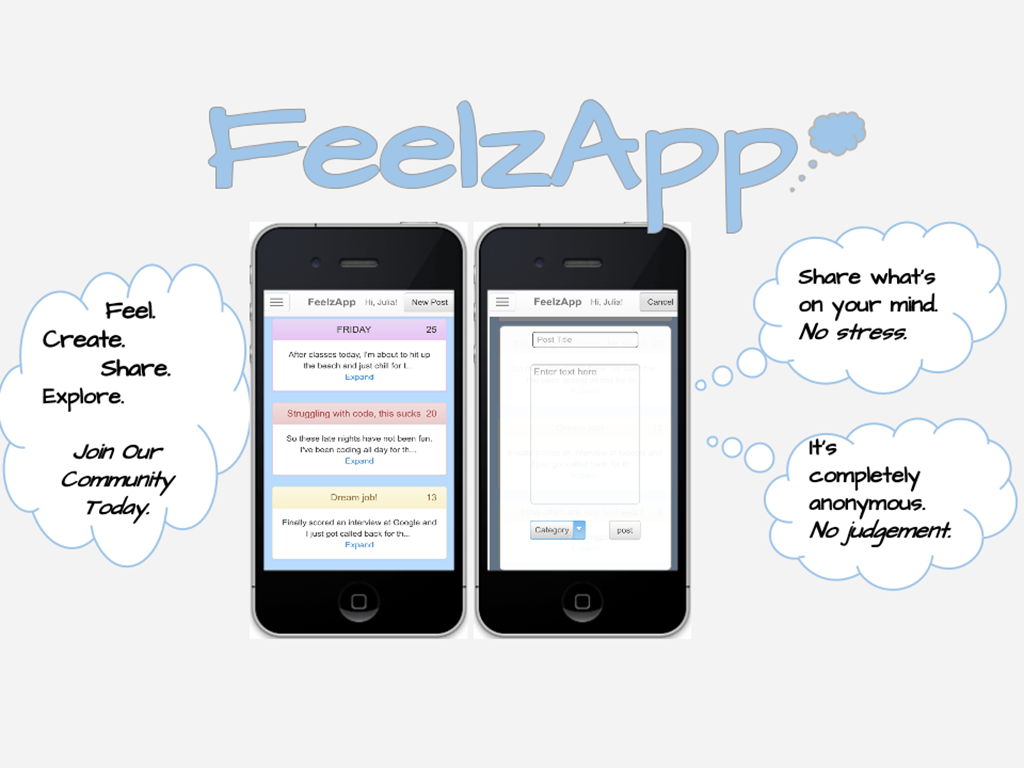 FeelzApp
Feel.
Create.
Share.
Explore.
Join Our
Community
Today.
FeelzApp Hi, Julia! New Post
FRIDAY 25
After classes today, I'm about to hit up
the beach and just chill for t...
Expand
Struggling with code, this sucks 20
So these late nights have not been fun.
I've been coding all day for th...
Expand
Dream job! 13
Finally scored an interview at Google and
I just got called back for th...
Expand
FeelzApp Hi, Julia! Cancel
Post Title
Enter text here
Category post
Share what's
on your mind.
No stress.
It's
completely
anonymous.
No judgement.